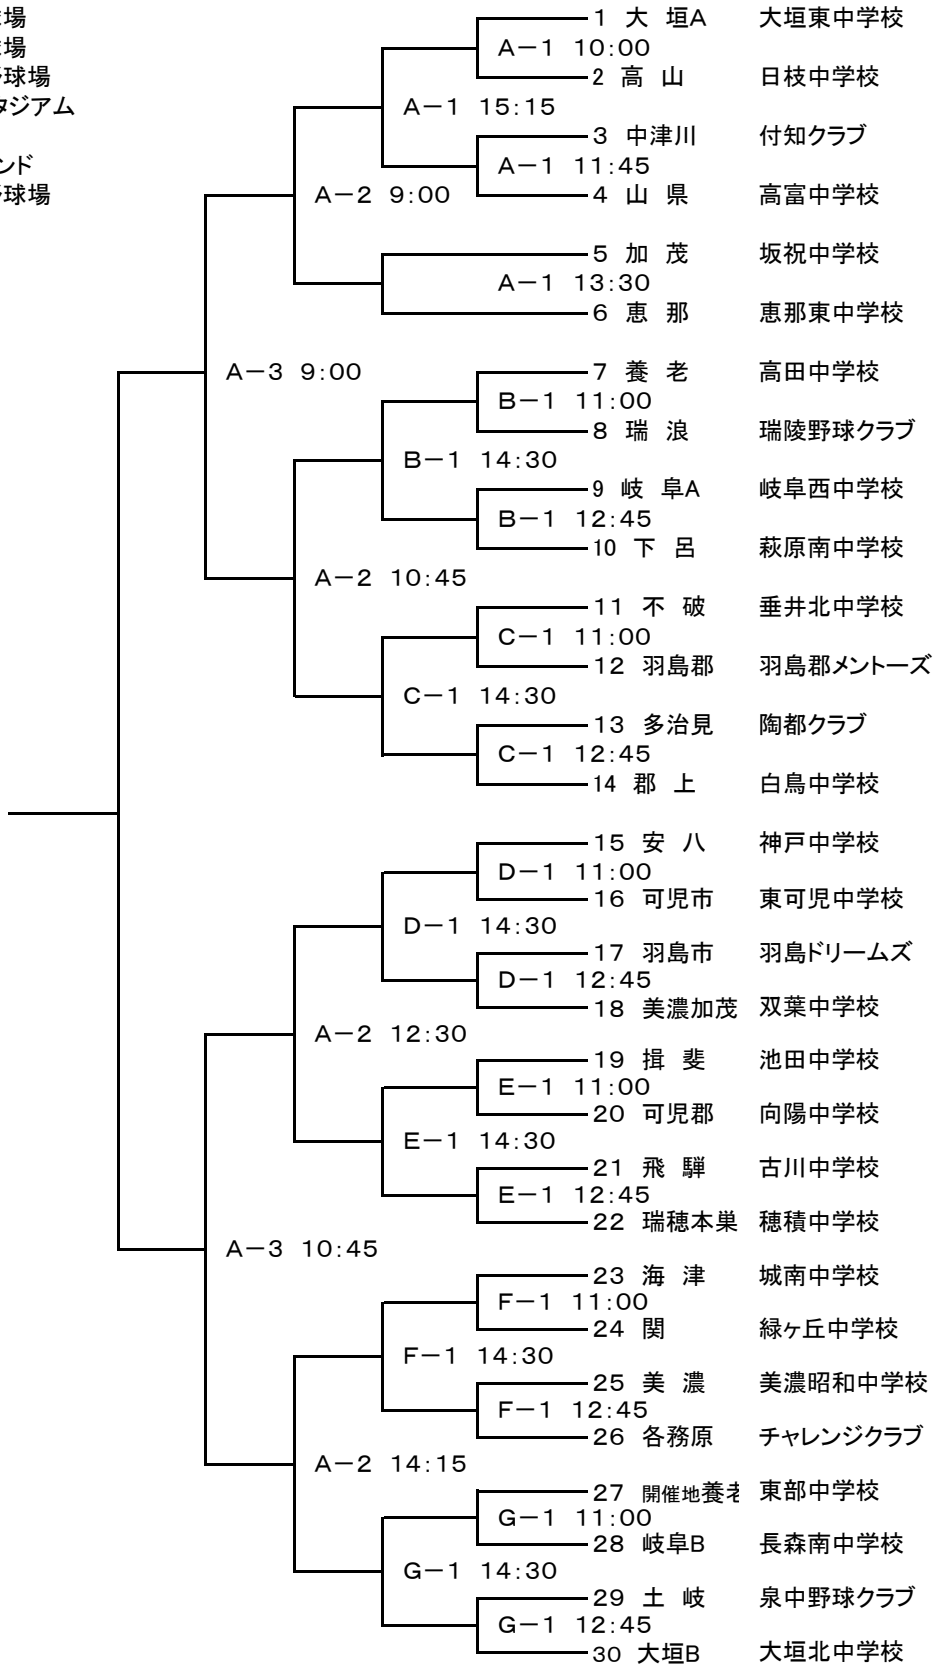 場
場
球場
タジアム
ンド
球場
1 大 垣A 大垣東中学校
A－1 10:00
2 高 山 日枝中学校
A－1 15:15
3 中津川 付知クラブ
A－1 11:45
4 山 県 高富中学校
A－2 9:00
5 加 茂 坂祝中学校
A－1 13:30
6 恵 那 恵那東中学校
A－3 9:00
7 養 老 高田中学校
B－1 11:00
8 瑞 浪 瑞陵野球クラブ
B－1 14:30
9 岐 阜A 岐阜西中学校
B－1 12:45
10 下 呂 萩原南中学校
A－2 10:45
11 不 破 垂井北中学校
C－1 11:00
12 羽島郡 羽島郡メントーズ
C－1 14:30
13 多治見 陶都クラブ
C－1 12:45
14 郡 上 白鳥中学校
15 安 八 神戸中学校
D－1 11:00
16 可児市 東可児中学校
D－1 14:30
17 羽島市 羽島ドリームズ
D－1 12:45
18 美濃加茂 双葉中学校
A－2 12:30
19 揖 斐 池田中学校
E－1 11:00
20 可児郡 向陽中学校
E－1 14:30
21 飛 騨 古川中学校
E－1 12:45
22 瑞穂本巣 穂積中学校
A－3 10:45
23 海 津 城南中学校
F－1 11:00
24 関 緑ヶ丘中学校
F－1 14:30
25 美 濃 美濃昭和中学校
F－1 12:45
26 各務原 チャレンジクラブ
A－2 14:15
27 開催地養老 東部中学校
G－1 11:00
28 岐阜B 長森南中学校
G－1 14:30
29 土 岐 泉中野球クラブ
G－1 12:45
30 大垣B 大垣北中学校